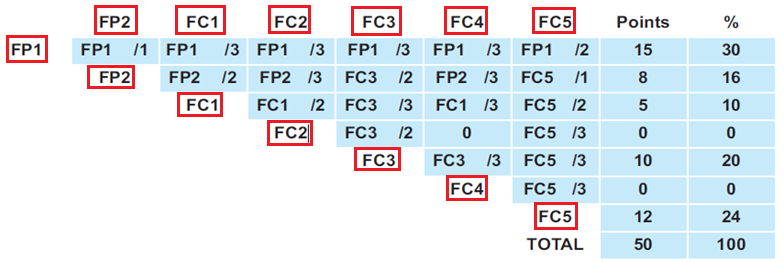 FP2 FC1 FC2 FC3 FC4 FC5 Points %
FP1 FP1 /1 FP1 /3 FP1 /3 FP1 /3 FP1 /3 FP1 /2 15 30
FP2 FP2 /2 FP2 /3 FC3 /2 FP2 /3 FC5 /1 8 16
FC1 FC1 /2 FC3 /3 FC1 /3 FC5 /2 5 10
FC2 FC3 /2 0 FC5 /3 0 0
FC3 FC3 /3 FC5 /3 10 20
FC4 FC5 /3 0 0
FC5 12 24
TOTAL 50 100